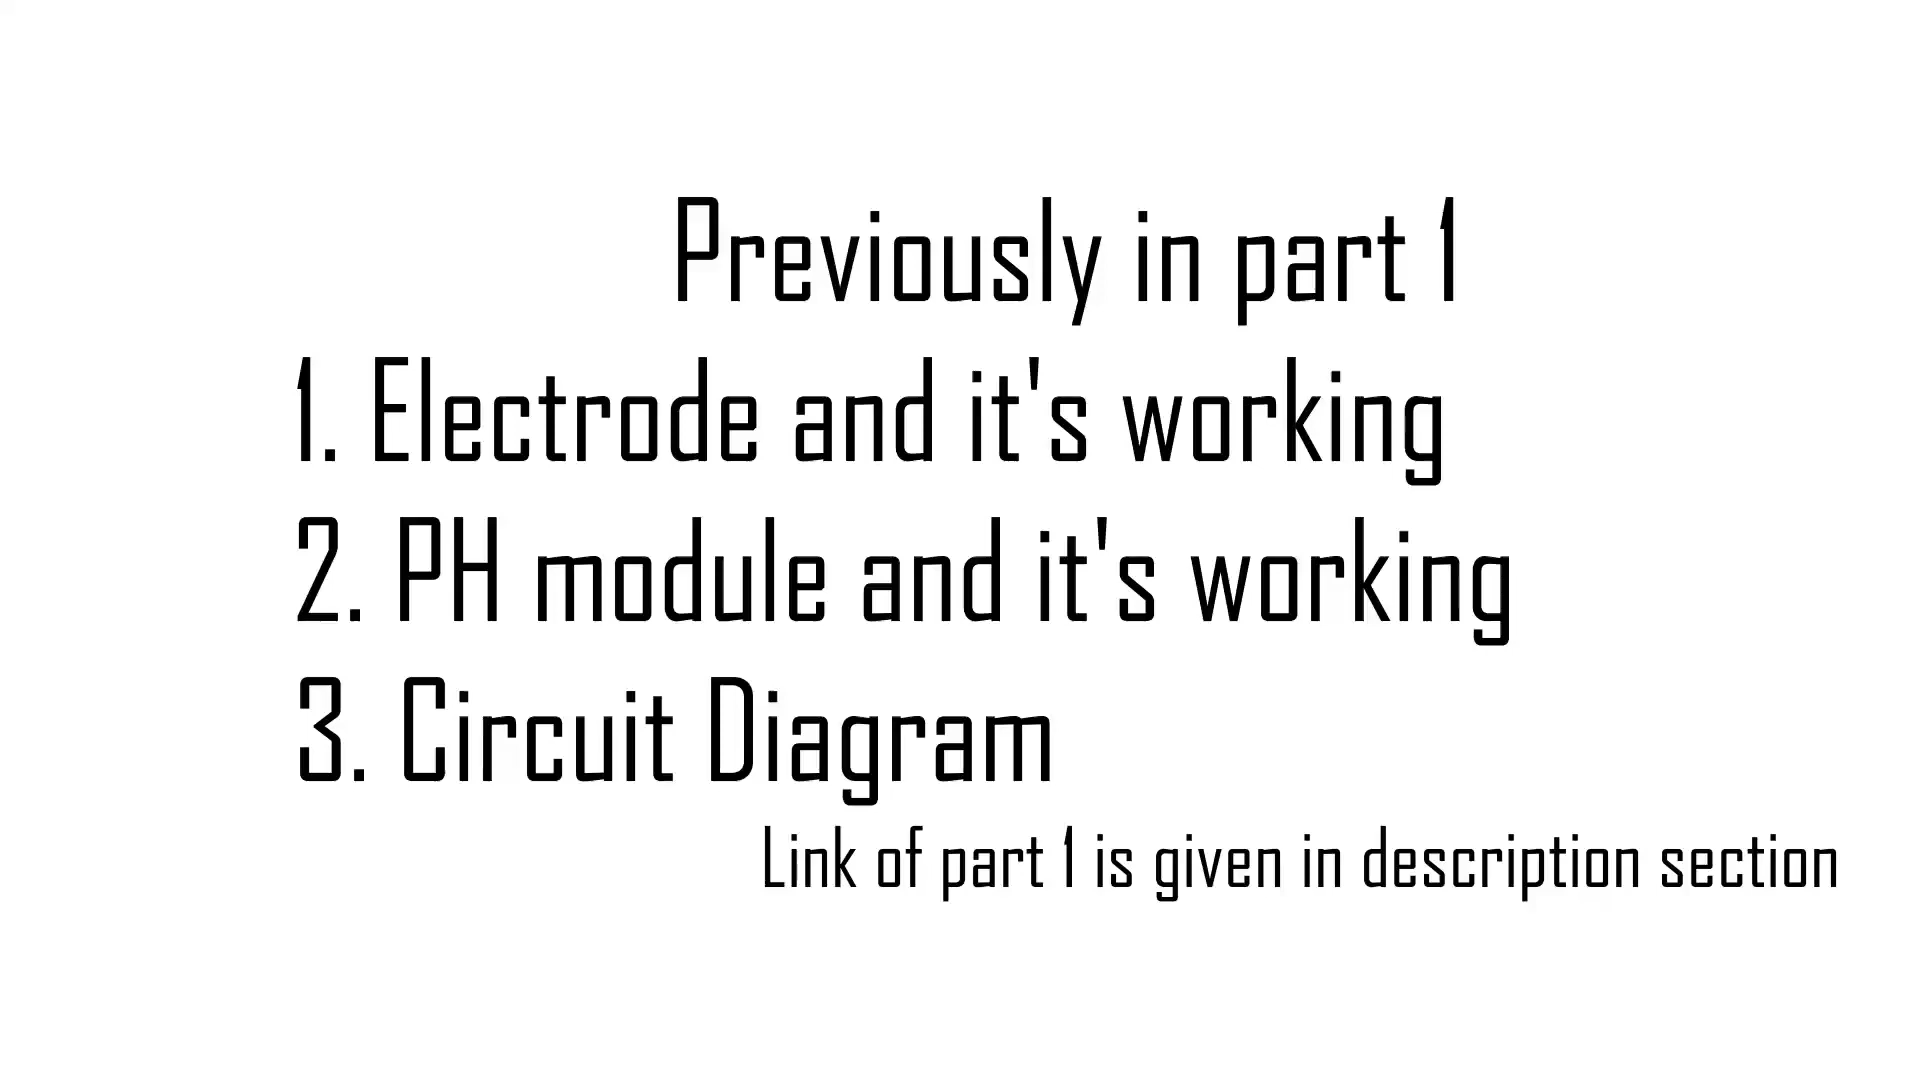 Previously in part 1
1. Electrode and it's working
2. PH module and it's working
3. Circuit Diagram
Link of part 1 is given in description section